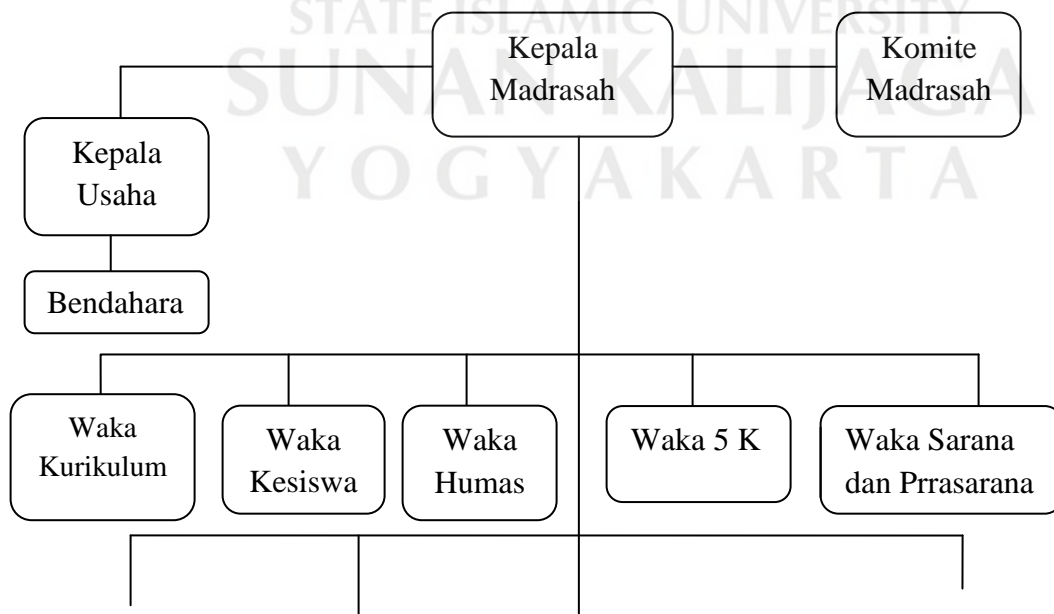 STATE ISLAMIC UNIVERSITY
SUNAN KALIJAGA
YOGYAKARTA
Kepala
Madrasah
Komite
Madrasah
Kepala
Usaha
Bendahara
Waka
Kurikulum
Waka
Kesiswa
Waka
Humas
Waka 5 K
Waka Sarana
dan Prrasarana